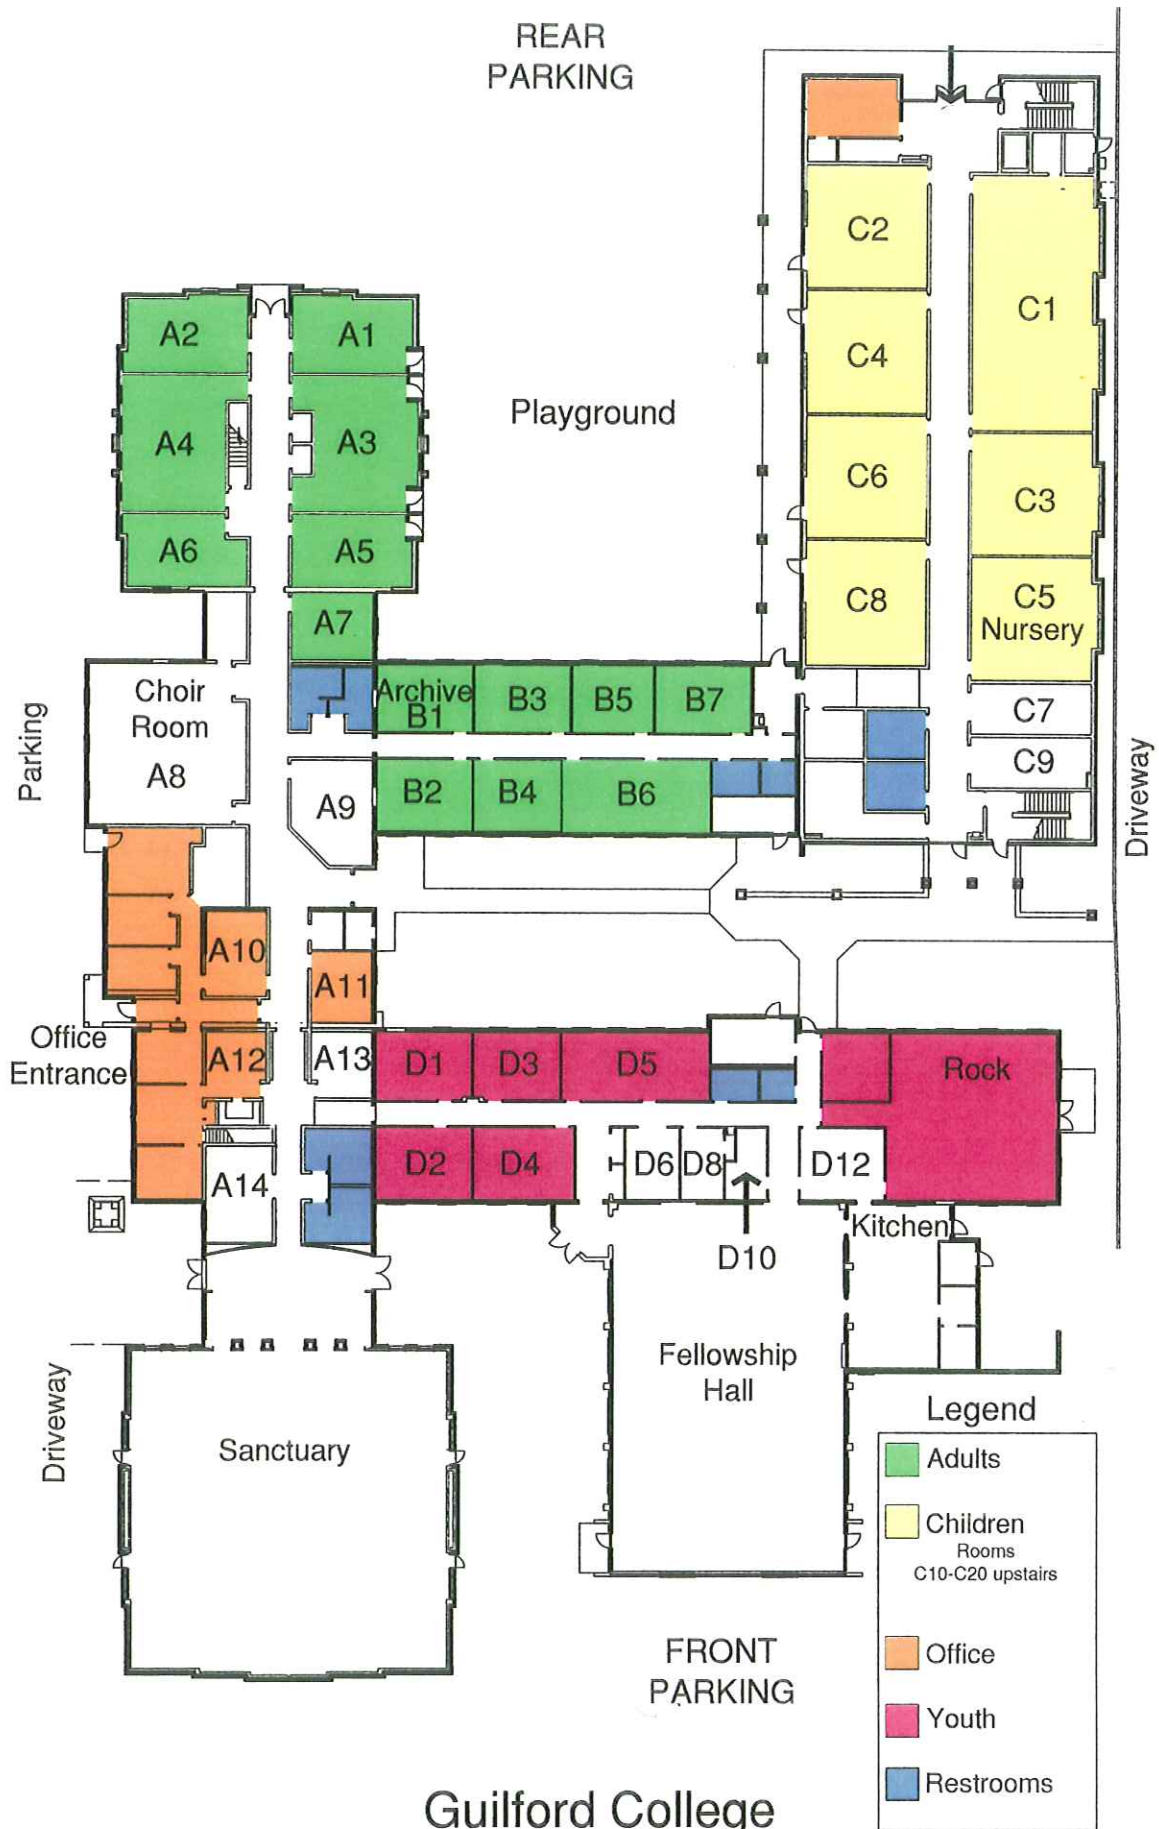 REAR
PARKING
C2
C1
A2
A1
C4
Playground
A4
A3
C6
C3
A6
A5
C8
C5
Nursery
A7
Choir
Room
A8
Archive
B1
B3
B5
B7
C7
C9
Parking
A9
B2
B4
B6
Driveway
A10
A11
Office
Entrance
A12
A13
D1
D3
D5
Rock
A14
D2
D4
D6
D8
D12
D10
Kitchen
Fellowship
Hall
Driveway
Sanctuary
Legend
Adults
Children
Rooms
C10-C20 upstairs
Office
Youth
Restrooms
FRONT
PARKING
Guilford College